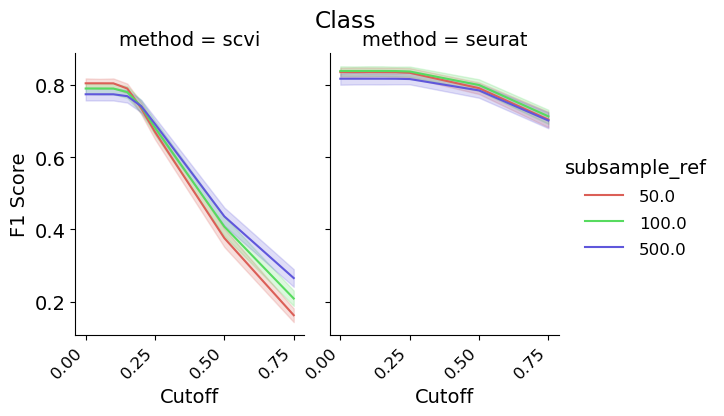 Class
method = scvi
method = seurat
F1 Score
0.8
0.6
0.4
0.2
0.00
0.25
0.50
0.75
Cutoff
0.00
0.25
0.50
0.75
Cutoff
subsample_ref
50.0
100.0
500.0